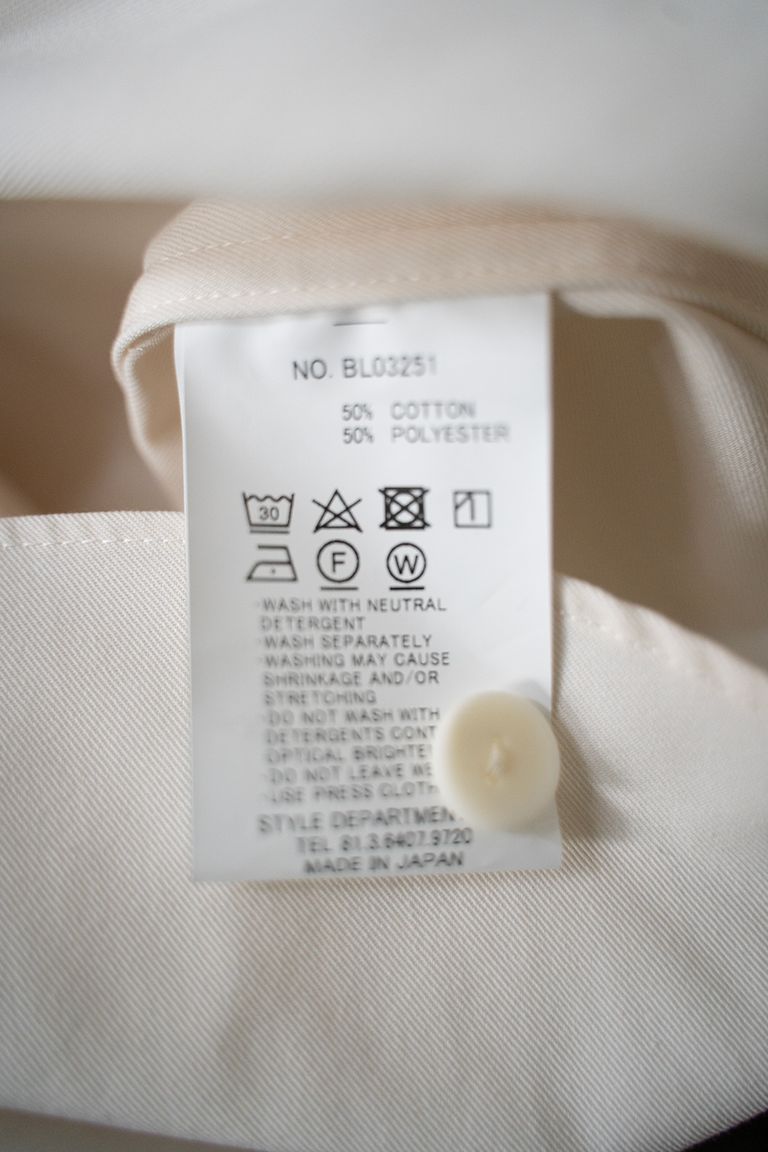 NO. BL03251
50% COTTON
50% POLYESTER
30
F W
·WASH WITH NEUTRAL
DETERGENT
·WASH SEPARATELY
·WASHING MAY CAUSE
SHRINKAGE AND/OR
STRETCHING
·DO NOT WASH WITH
DETERGENTS
OPTICAL
·DO NOT LEAVE
·USE PRESS
STYLE
TEL 81.3.6407.9720
MADE IN JAPAN